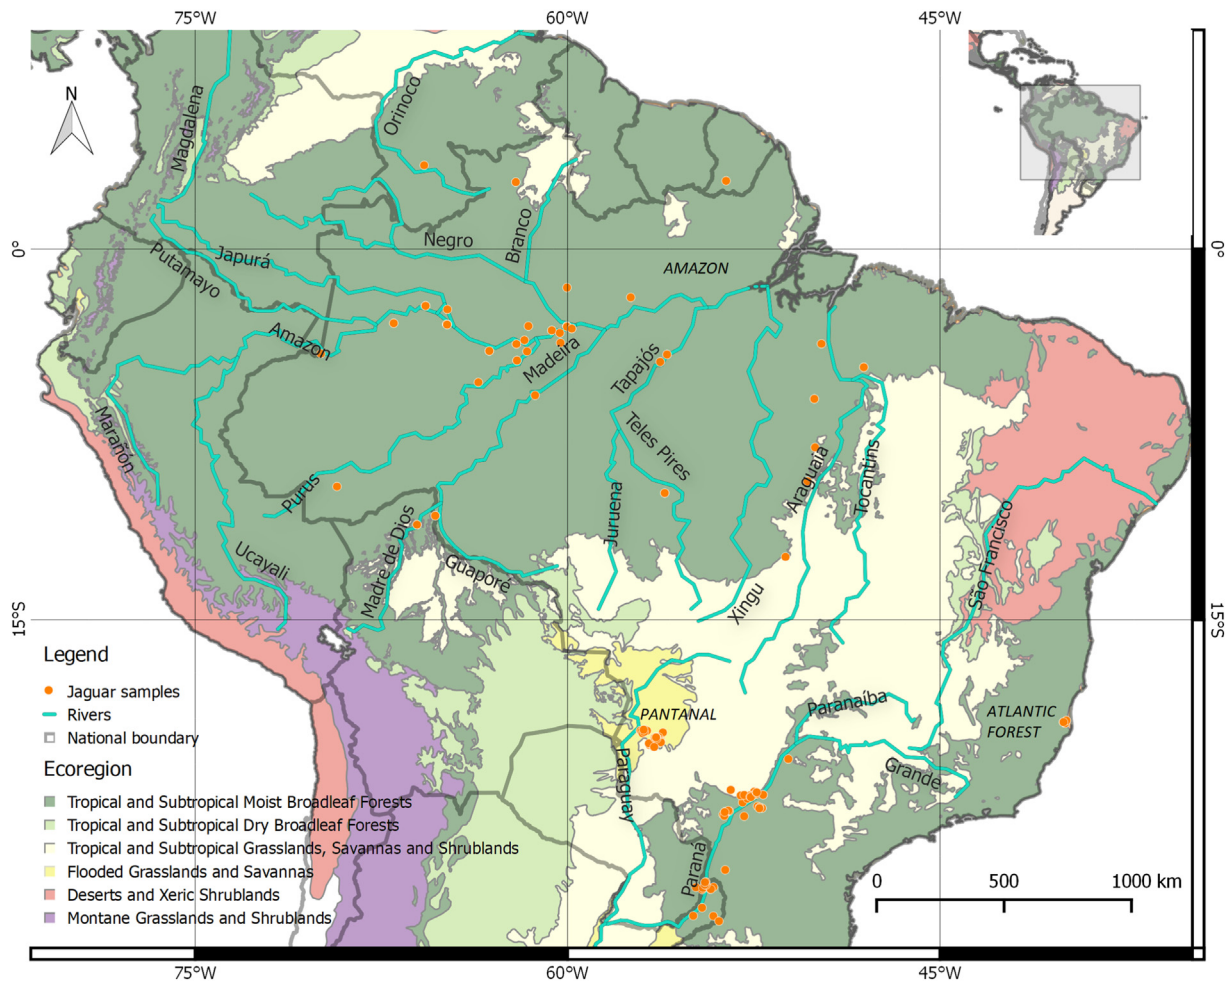 75°W
60°W
45°W
N
Magdalena
Orinoco
Branco
Negro
0°
0°
Putamayo
Japurá
AMAZON
Amazon
Madeira
Tapajós
Marañón
Teles Pires
Purus
Juruena
Araguaia
Tocantins
São Francisco
Madre de Dios
Ucayali
Guaporé
Xingu
15°S
15°S
Legend
Jaguar samples
Rivers
National boundary
PANTANAL
Paranaíba
ATLANTIC
FOREST
Paraguay
Grande
Ecoregion
Tropical and Subtropical Moist Broadleaf Forests
Tropical and Subtropical Dry Broadleaf Forests
Tropical and Subtropical Grasslands, Savannas and Shrublands
Flooded Grasslands and Savannas
Deserts and Xeric Shrublands
Montane Grasslands and Shrublands
Paraná
0
500
1000 km
75°W
60°W
45°W